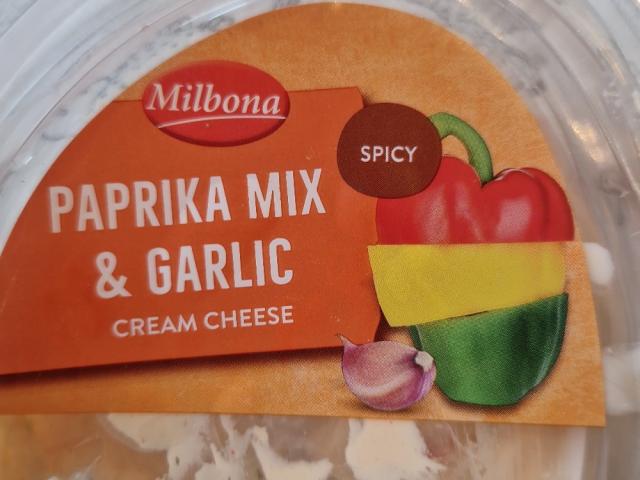 Milbona
SPICY
PAPRIKA MIX
& GARLIC
CREAM CHEESE